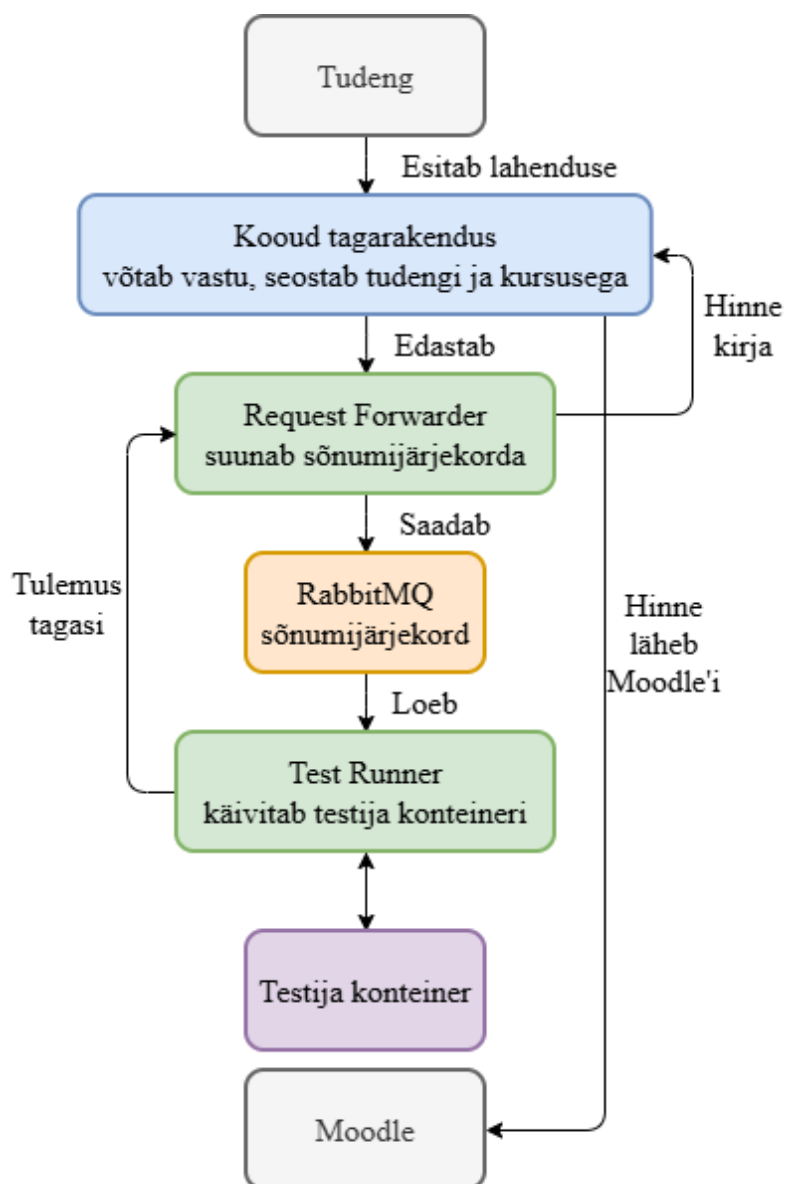 Tudeng
Esitab lahenduse
Kooud tagarakendus
võtab vastu, seostab tudengi ja kursusega
Hinne
kirja
Edastab
Request Forwarder
suunab sõnumijärjekorda
Saadab
Tulemus
tagasi
RabbitMQ
sõnumijärjekord
Hinne
läheb
Moodle'i
Loeb
Test Runner
käivitab testija konteineri
Testija konteiner
Moodle